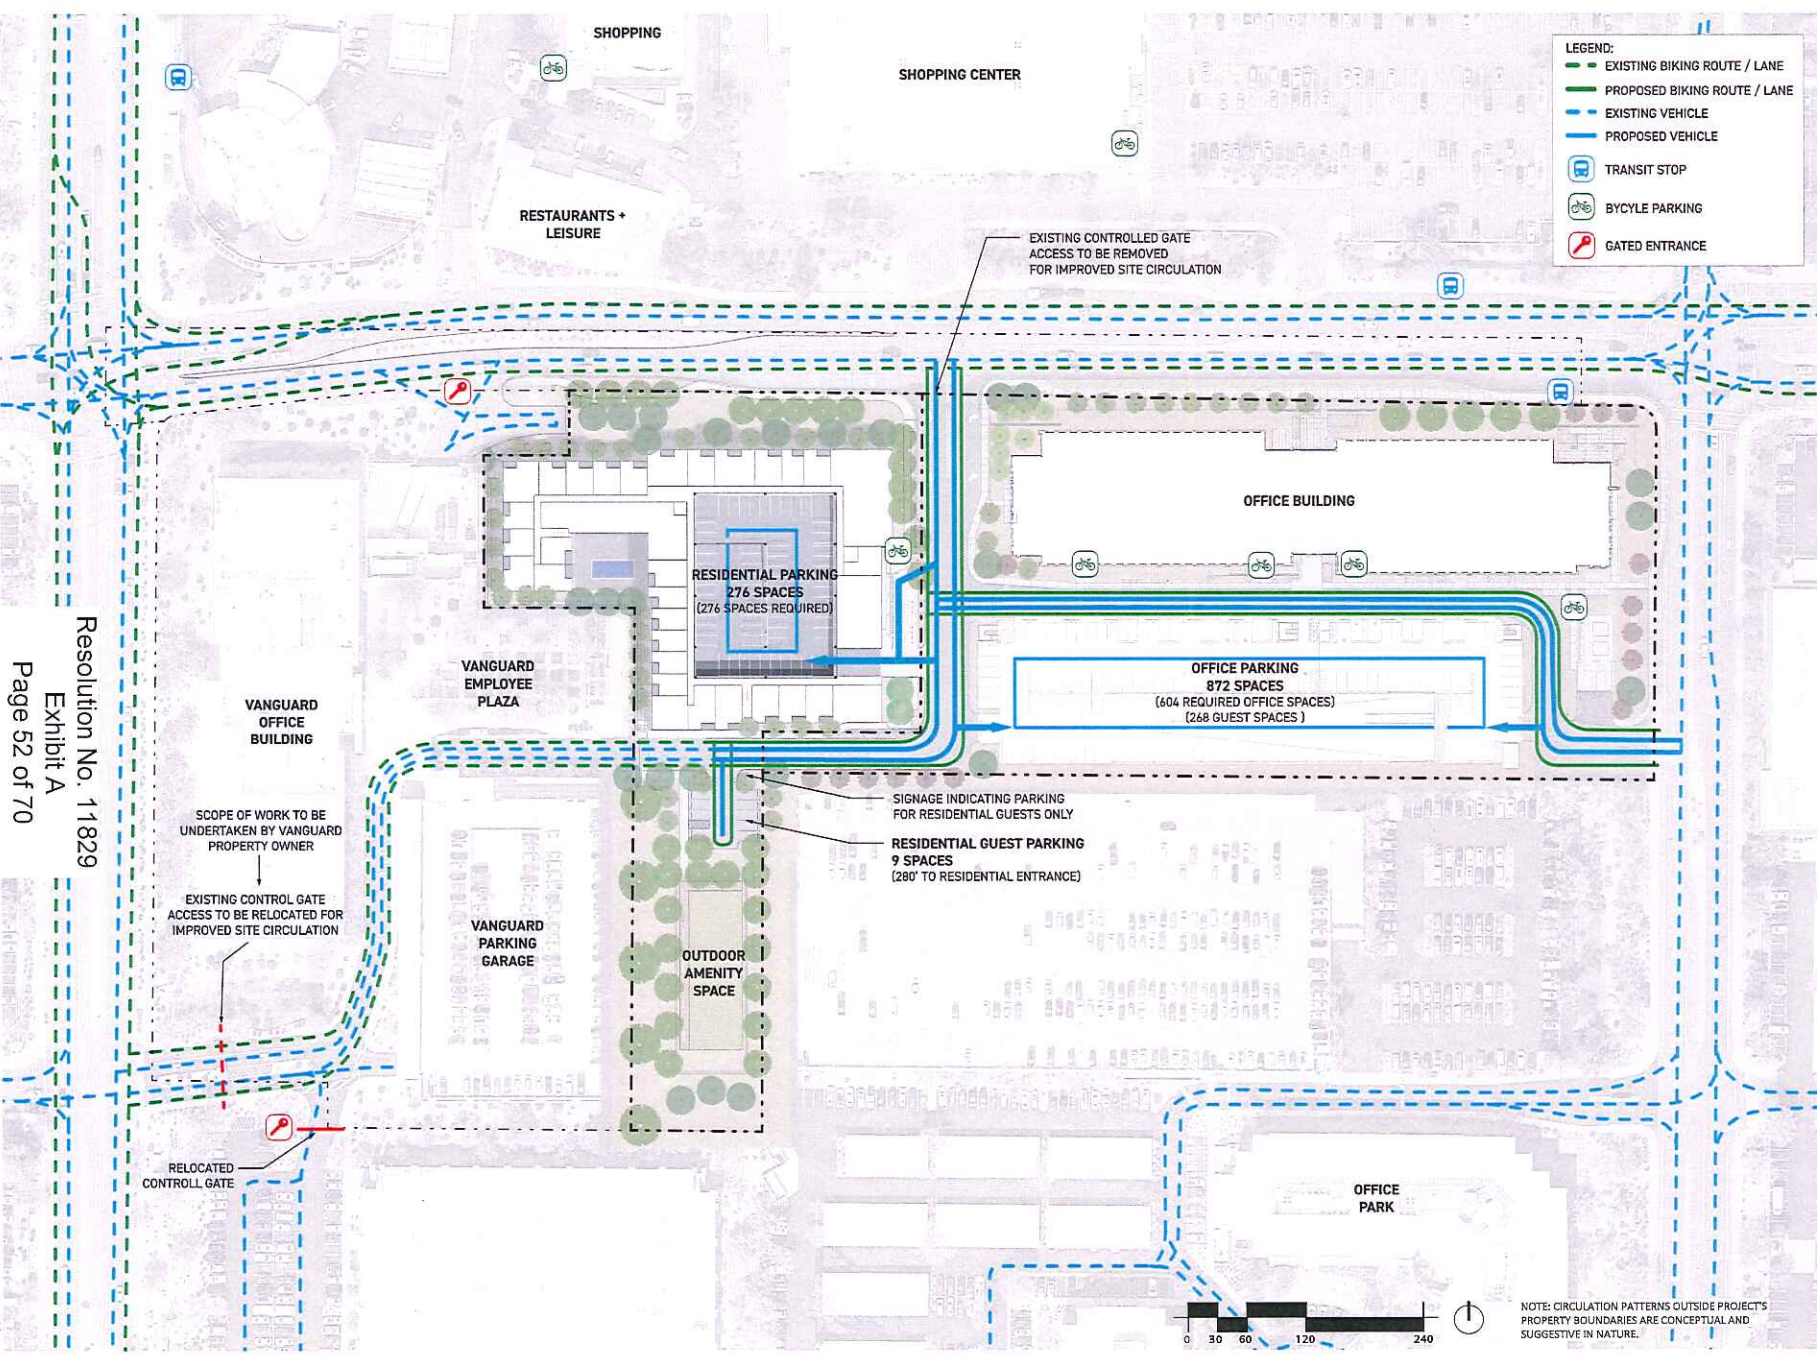 SHOPPING
SHOPPING CENTER
LEGEND:
EXISTING BIKING ROUTE / LANE
PROPOSED BIKING ROUTE / LANE
EXISTING VEHICLE
PROPOSED VEHICLE
TRANSIT STOP
BYCYLE PARKING
GATED ENTRANCE
RESTAURANTS +
LEISURE
EXISTING CONTROLLED GATE
ACCESS TO BE REMOVED
FOR IMPROVED SITE CIRCULATION
OFFICE BUILDING
RESIDENTIAL PARKING
276 SPACES
(276 SPACES REQUIRED)
VANGUARD
EMPLOYEE
PLAZA
OFFICE PARKING
872 SPACES
(604 REQUIRED OFFICE SPACES)
(268 GUEST SPACES )
VANGUARD
OFFICE
BUILDING
SIGNAGE INDICATING PARKING
FOR RESIDENTIAL GUESTS ONLY
RESIDENTIAL GUEST PARKING
9 SPACES
(280' TO RESIDENTIAL ENTRANCE)
SCOPE OF WORK TO BE
UNDERTAKEN BY VANGUARD
PROPERTY OWNER
EXISTING CONTROL GATE
ACCESS TO BE RELOCATED FOR
IMPROVED SITE CIRCULATION
VANGUARD
PARKING
GARAGE
OUTDOOR
AMENITY
SPACE
RELOCATED
CONTROLL GATE
OFFICE
PARK
0 30 60 120 240
NOTE: CIRCULATION PATTERNS OUTSIDE PROJECT'S
PROPERTY BOUNDARIES ARE CONCEPTUAL AND
SUGGESTIVE IN NATURE.
Resolution No. 11829
Exhibit A
Page 52 of 70